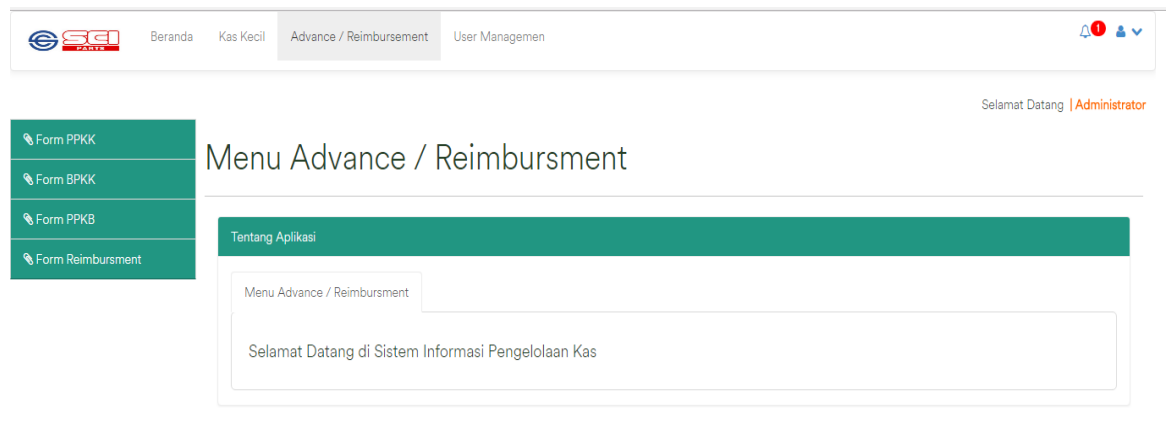 SCI
PARTS
Beranda
Kas Kecil
Advance / Reimbursement
User Managemen
1
Selamat Datang | Administrator
Form PPKK
Form BPKK
Form PPKB
Form Reimbursment
Menu Advance / Reimbursment
Tentang Aplikasi
Menu Advance / Reimbursment
Selamat Datang di Sistem Informasi Pengelolaan Kas